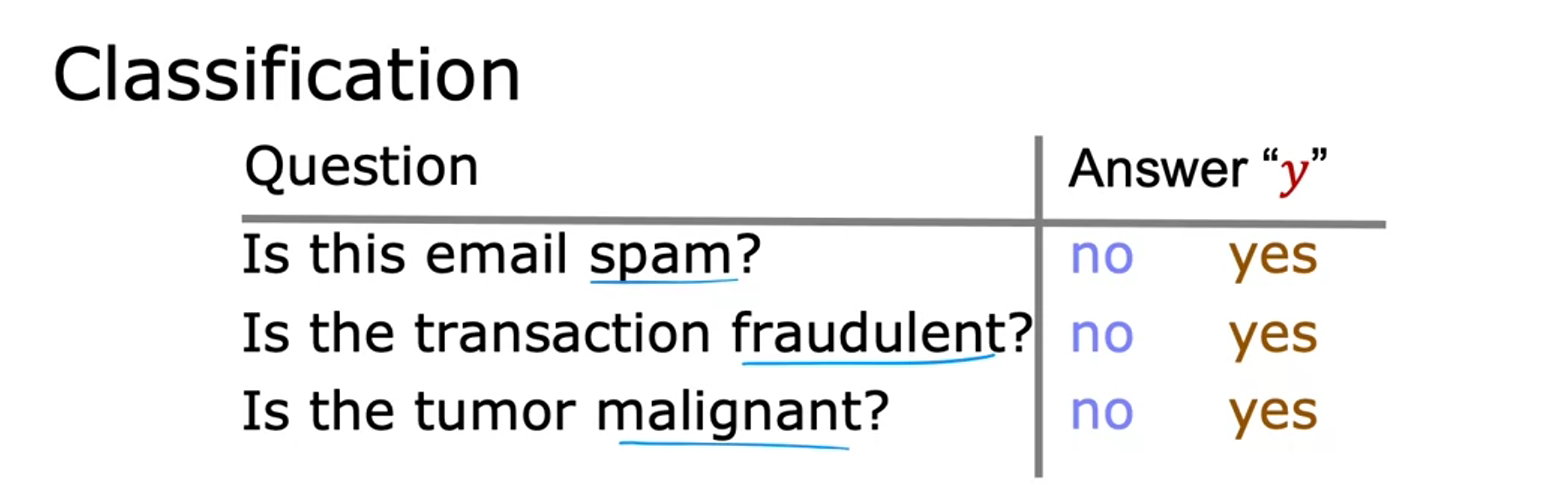 Classification
Question Answer “y”
Is this email spam? no yes
Is the transaction fraudulent? no yes
Is the tumor malignant? no yes